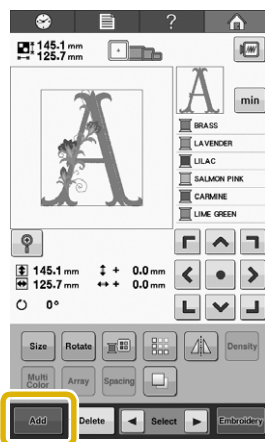 ?
145.1 mm
125.7 mm
A
A
min
BRASS
LAVENDER
LILAC
SALMON PINK
CARMINE
LIME GREEN
145.1 mm + 0.0 mm
125.7 mm + 0.0 mm
0°
Size Rotate Density
Multi Color Array Spacing
Add Delete Select Embroidery